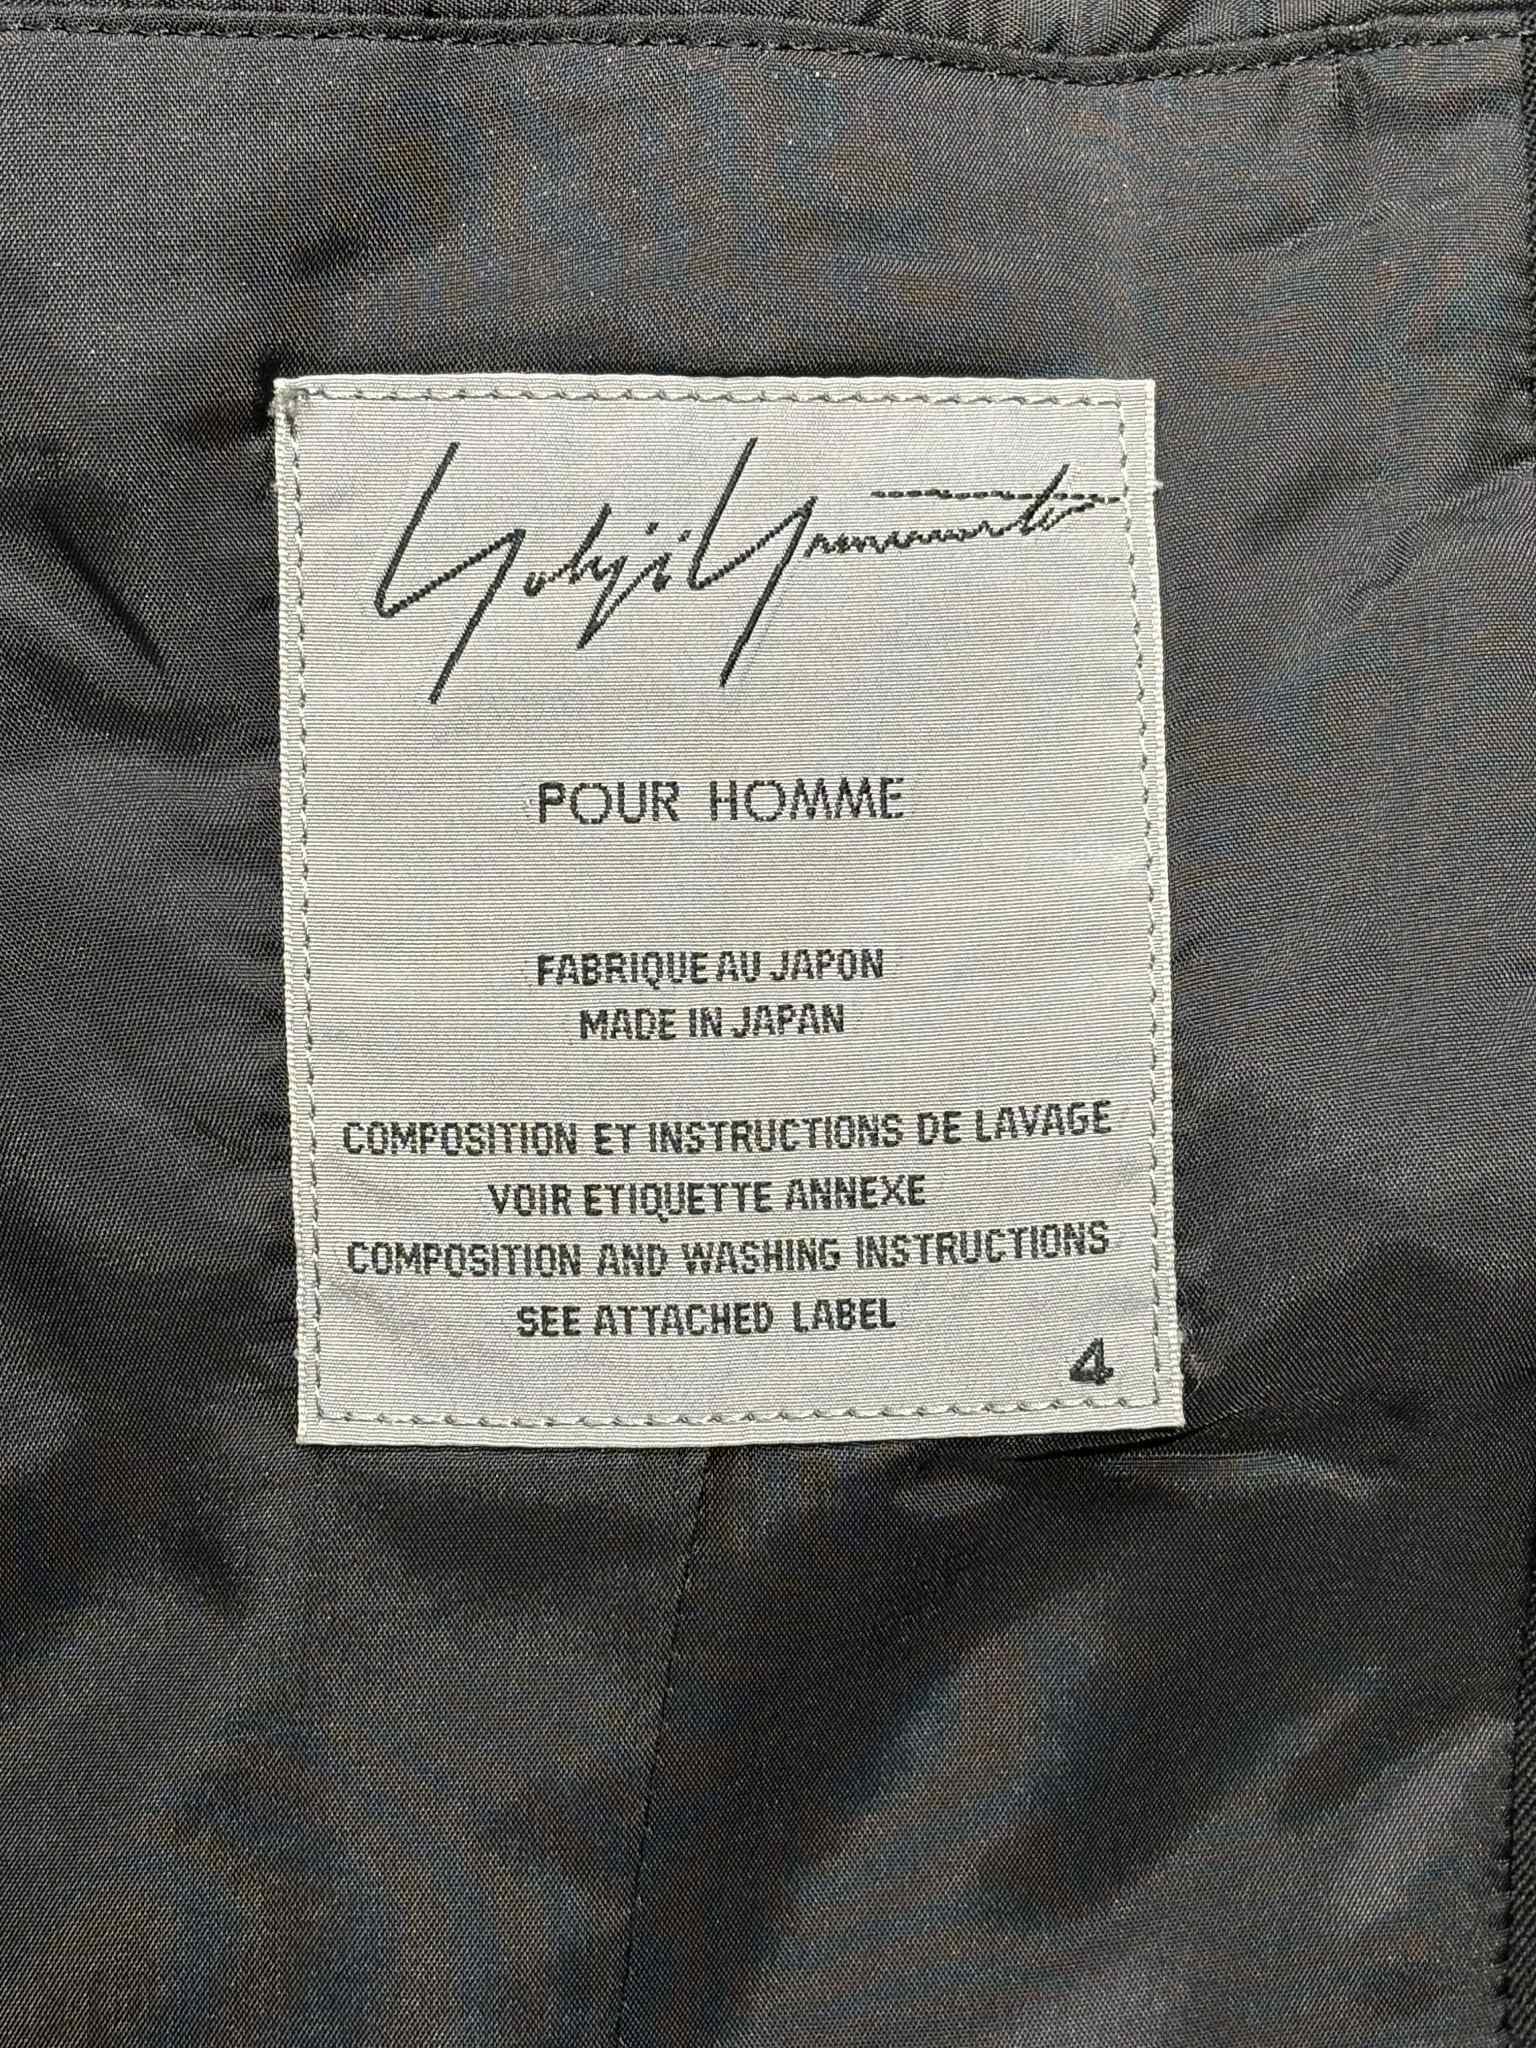 Yohji Yamamoto
POUR HOMME
FABRIQUE AU JAPON
MADE IN JAPAN
COMPOSITION ET INSTRUCTIONS DE LAVAGE
VOIR ETIQUETTE ANNEXE
COMPOSITION AND WASHING INSTRUCTIONS
SEE ATTACHED LABEL
4